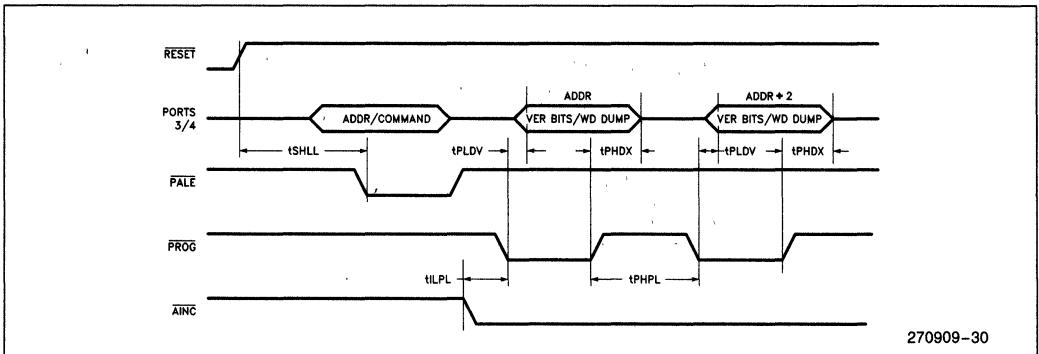 RESET
PORTS
3/4
ADDR/COMMAND
ADDR
VER BITS/WD DUMP
ADDR + 2
VER BITS/WD DUMP
tSHLL
tPLDV
tPHDX
tPLDV
tPHDX
PALE
PROG
tILPL
tPHPL
AINC
270909-30